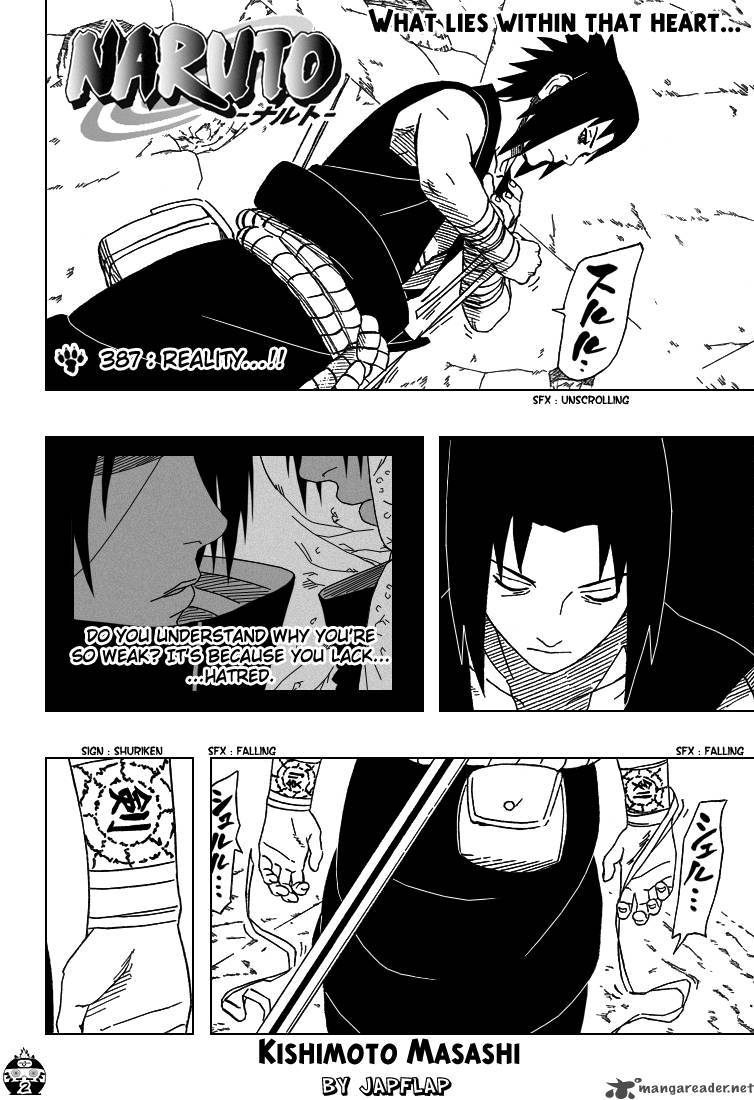 WHAT LIES WITHIN THAT HEART...
NARUTO
-ナルト-
スルル...
387 : REALITY...!!
SFX : UNSCROLLING
DO YOU UNDERSTAND WHY YOU'RE
SO WEAK? IT'S BECAUSE YOU LACK...
...HATRED.
SIGN : SHURIKEN
SFX : FALLING
SFX : FALLING
シュルル...
シュル...
KISHIMOTO MASASHI
BY JAPFLAP
2
mangareader.net